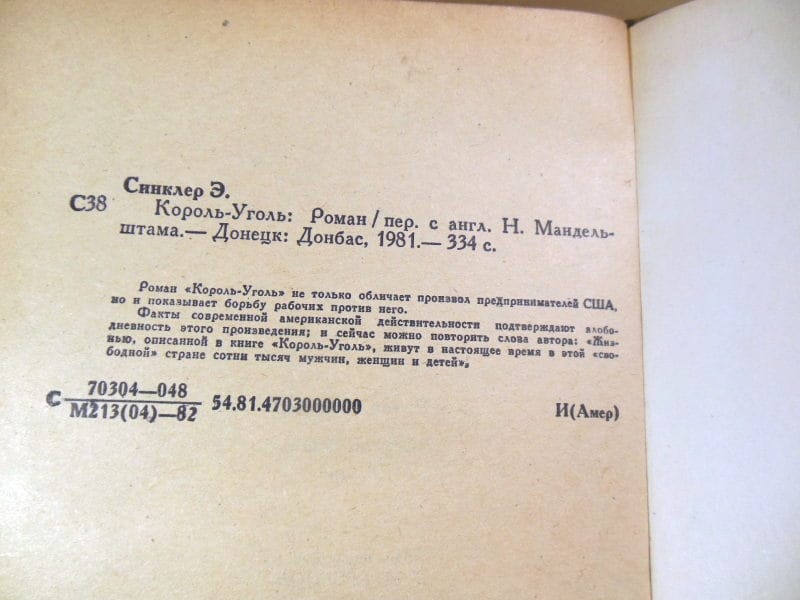 Синклер Э.
С38
Король-Уголь: Роман / пер. с англ. Н. Мандель-
штама.— Донецк: Донбас, 1981.— 334 с.
Роман «Король-Уголь» не только обличает произвол предпринимателей США,
но и показывает борьбу рабочих против него.
Факты современной американской действительности подтверждают злобо-
дневность этого произведения; и сейчас можно повторить слова автора: «Жиз-
нью, описанной в книге «Король-Уголь», живут в настоящее время в этой «сво-
бодной» стране сотни тысяч мужчин, женщин и детей».
С 70304—048
М213(04)—82 54.81.4703000000 И(Амер)